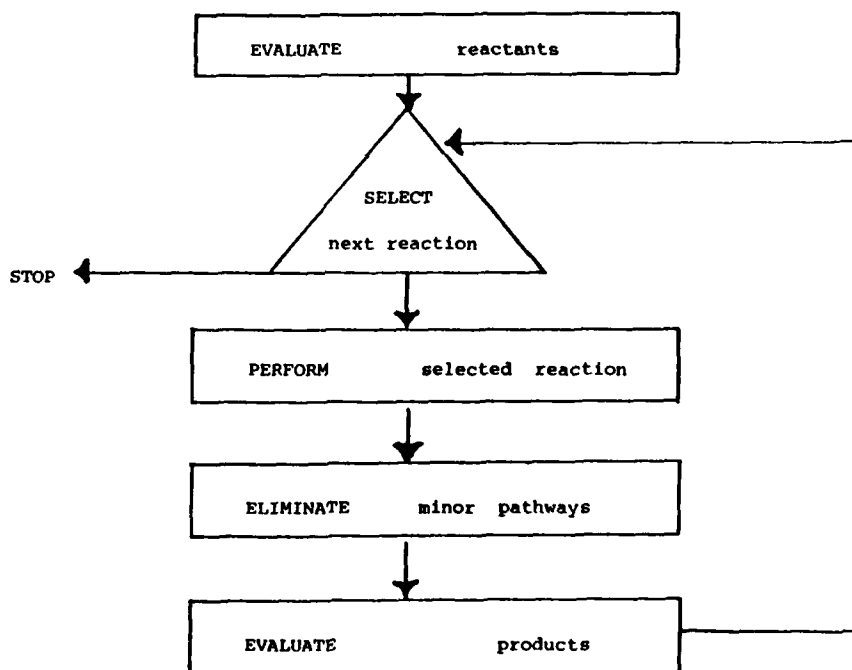 EVALUATE reactants
SELECT
next reaction
STOP
PERFORM selected reaction
ELIMINATE minor pathways
EVALUATE products